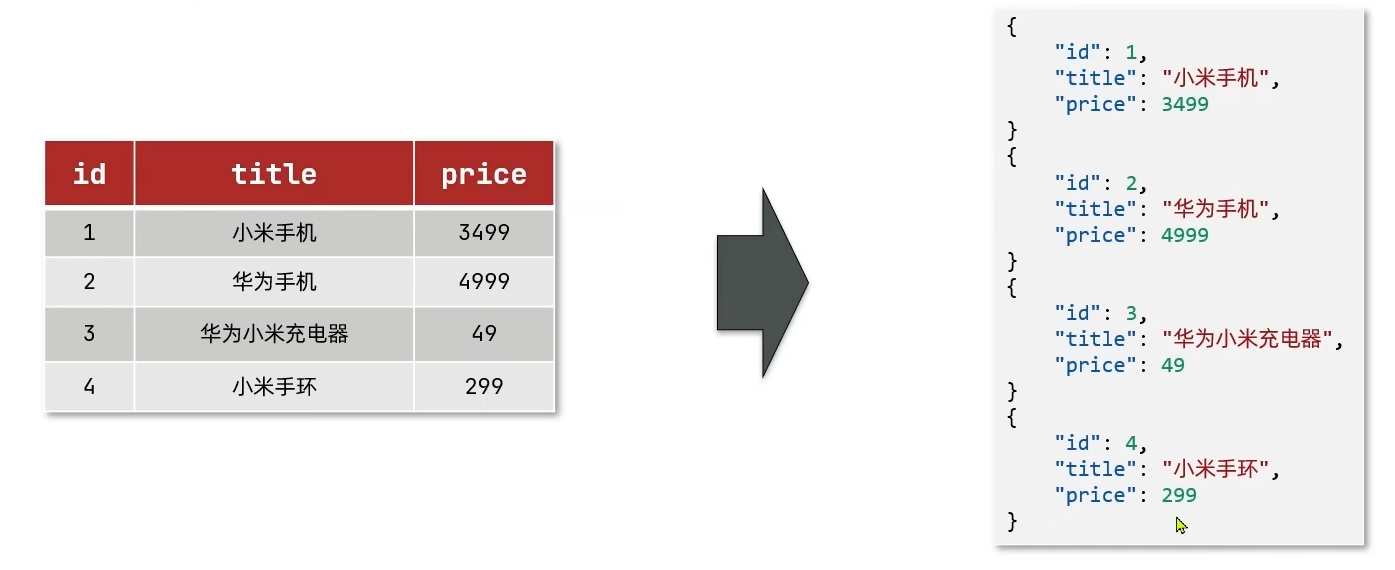 id title price
1 小米手机 3499
2 华为手机 4999
3 华为小米充电器 49
4 小米手环 299
{
"id": 1,
"title": "小米手机",
"price": 3499
}
{
"id": 2,
"title": "华为手机",
"price": 4999
}
{
"id": 3,
"title": "华为小米充电器",
"price": 49
}
{
"id": 4,
"title": "小米手环",
"price": 299
}